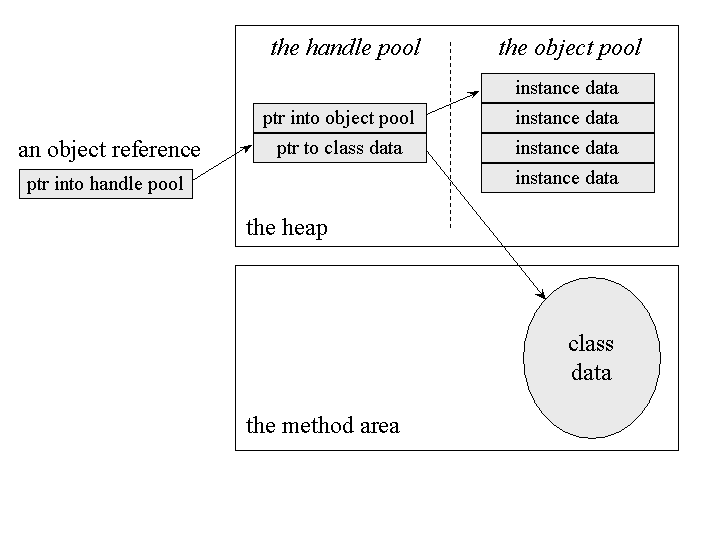 the handle pool
the object pool
instance data
ptr into object pool
instance data
an object reference
ptr to class data
instance data
ptr into handle pool
instance data
the heap
class
data
the method area